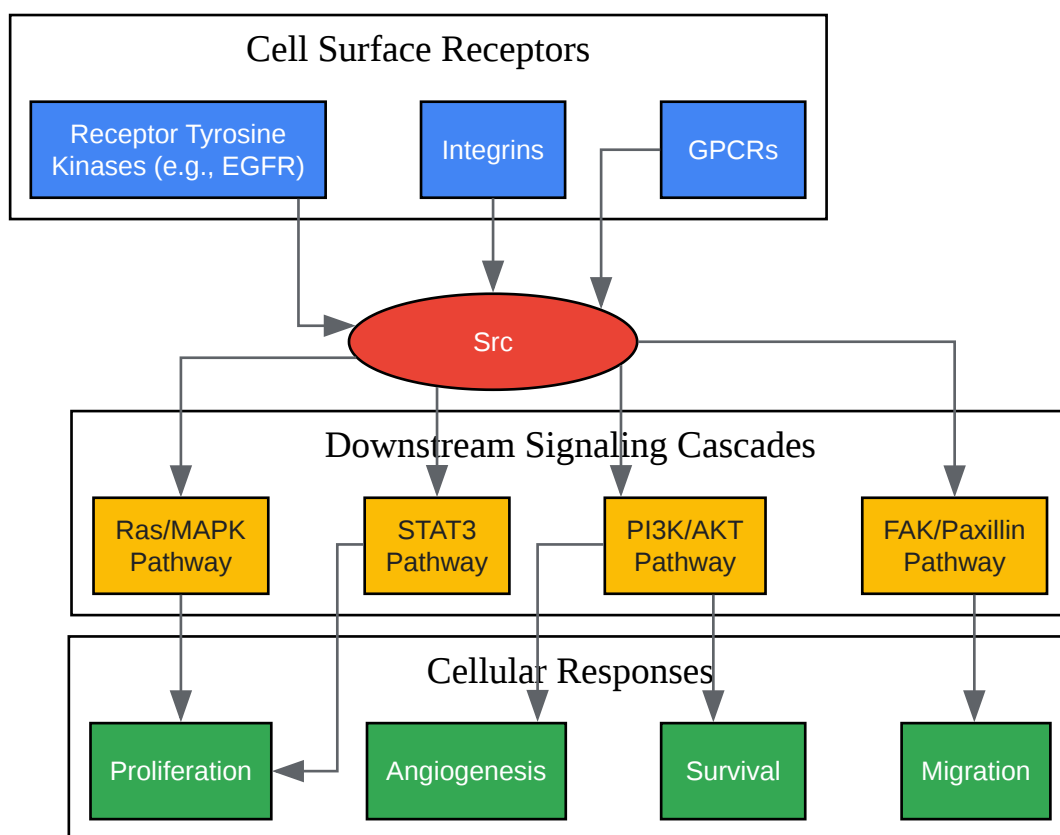 Cell Surface Receptors
Receptor Tyrosine
Kinases (e.g., EGFR)
Integrins
GPCRs
Src
Downstream Signaling Cascades
Ras/MAPK
Pathway
STAT3
Pathway
PI3K/AKT
Pathway
FAK/Paxillin
Pathway
Cellular Responses
Proliferation
Angiogenesis
Survival
Migration